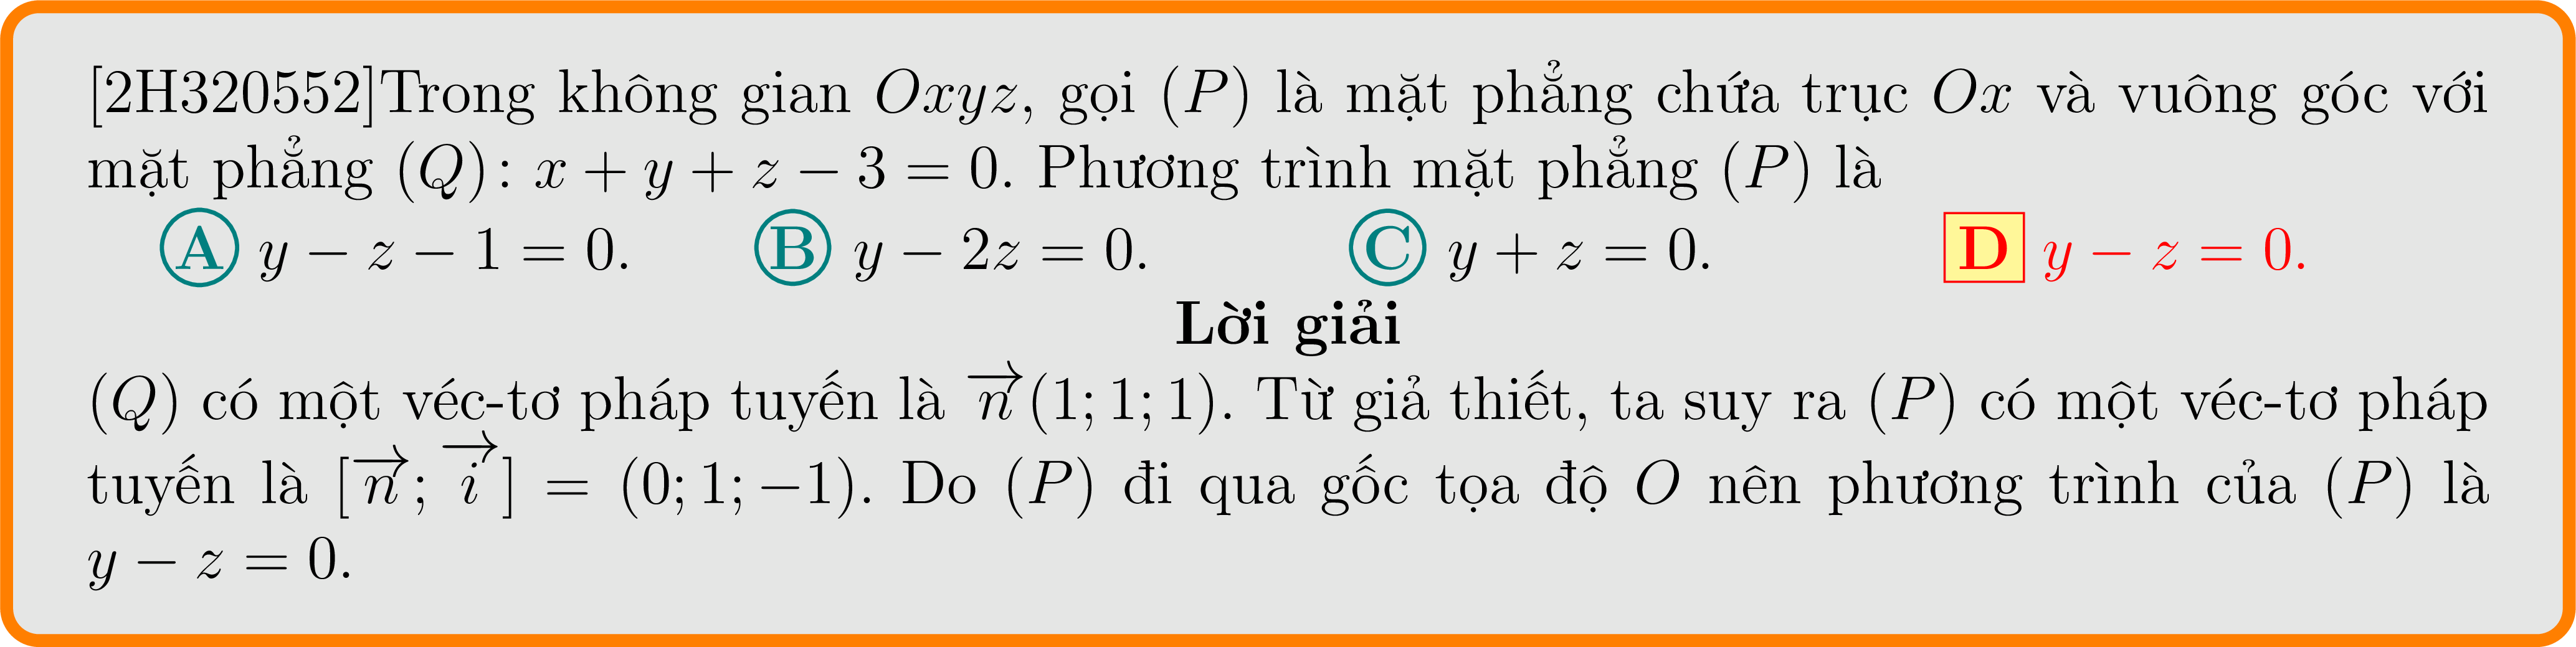 [2H320552]Trong không gian Oxyz, gọi (P) là mặt phẳng chứa trục Ox và vuông góc với
mặt phẳng (Q): x + y + z − 3 = 0. Phương trình mặt phẳng (P) là
A y − z − 1 = 0. B y − 2z = 0. C y + z = 0. D y − z = 0.
Lời giải
(Q) có một véc-tơ pháp tuyến là \overrightarrow{n}(1; 1; 1). Từ giả thiết, ta suy ra (P) có một véc-tơ pháp
tuyến là [\overrightarrow{n}; \overrightarrow{i}] = (0; 1; −1). Do (P) đi qua gốc tọa độ O nên phương trình của (P) là
y − z = 0.